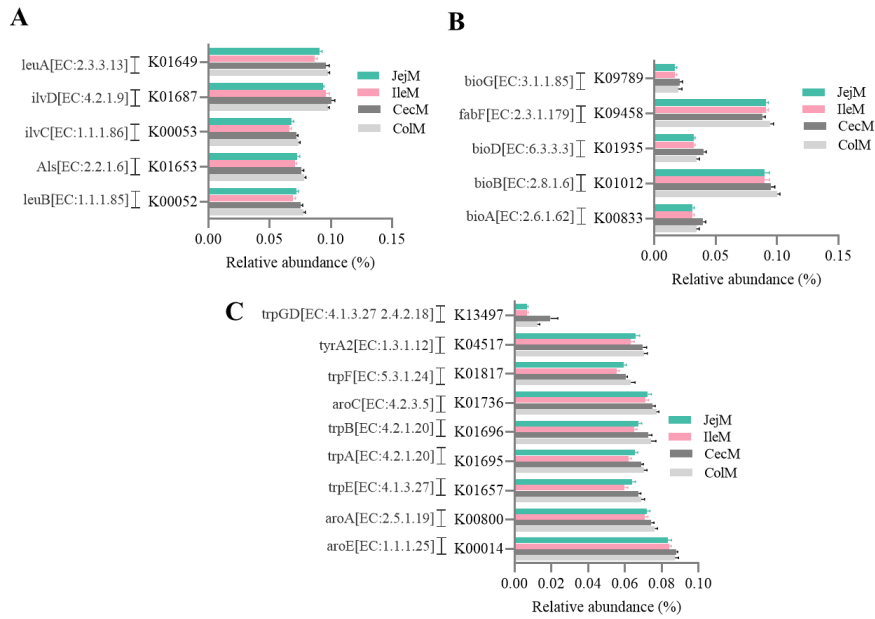 A
leuA[EC:2.3.3.13] K01649
ilvD[EC:4.2.1.9] K01687
ilvC[EC:1.1.1.86] K00053
Als[EC:2.2.1.6] K01653
leuB[EC:1.1.1.85] K00052
0.00 0.05 0.10 0.15
Relative abundance (%)
JejM
IleM
CecM
ColM
B
bioG[EC:3.1.1.85] K09789
fabF[EC:2.3.1.179] K09458
bioD[EC:6.3.3.3] K01935
bioB[EC:2.8.1.6] K01012
bioA[EC:2.6.1.62] K00833
0.00 0.05 0.10 0.15
Relative abundance (%)
JejM
IleM
CecM
ColM
C
trpGD[EC:4.1.3.27 2.4.2.18] K13497
tyrA2[EC:1.3.1.12] K04517
trpF[EC:5.3.1.24] K01817
aroC[EC:4.2.3.5] K01736
trpB[EC:4.2.1.20] K01696
trpA[EC:4.2.1.20] K01695
trpE[EC:4.1.3.27] K01657
aroA[EC:2.5.1.19] K00800
aroE[EC:1.1.1.25] K00014
0.00 0.02 0.04 0.06 0.08 0.10
Relative abundance (%)
JejM
IleM
CecM
ColM